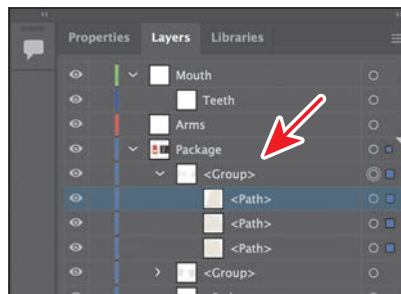 Properties Layers Libraries
Mouth
Teeth
Arms
Package
<Group>
<Path>
<Path>
<Path>
<Group>